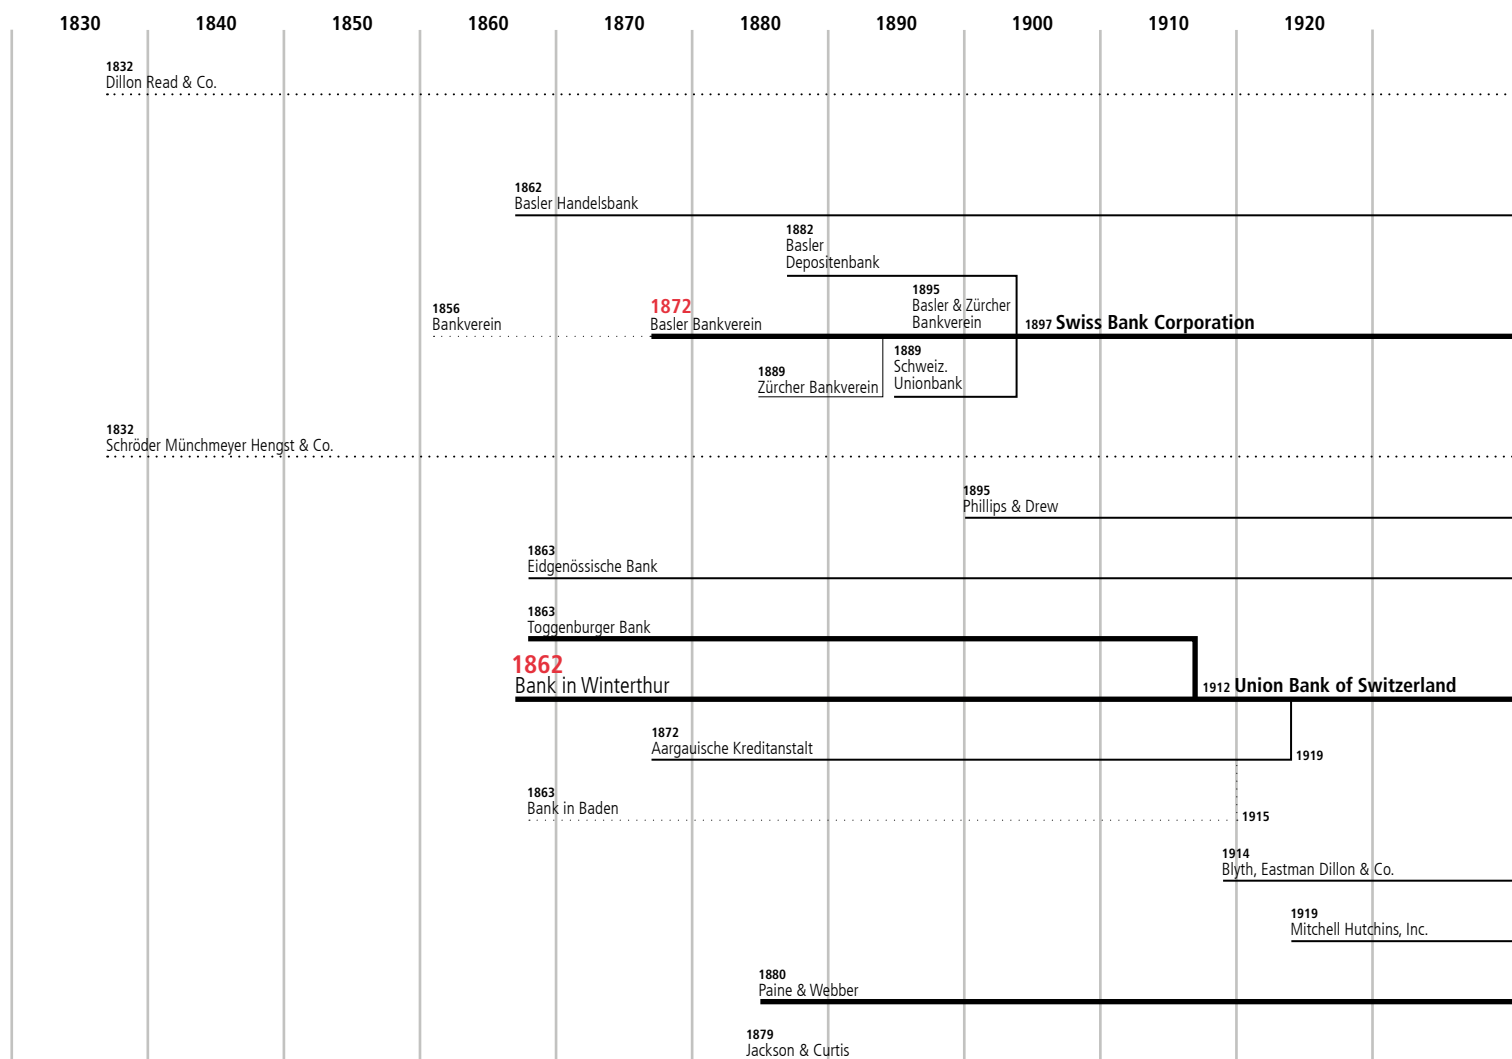 1830 1840 1850 1860 1870 1880 1890 1900 1910 1920
1832
Dillon Read & Co.
1862
Basler Handelsbank
1882
Basler
Depositenbank
1856
Bankverein
1872
Basler Bankverein
1895
Basler & Zürcher
Bankverein
1897 Swiss Bank Corporation
1889
Zürcher Bankverein
1889
Schweiz.
Unionbank
1832
Schröder Münchmeyer Hengst & Co.
1895
Phillips & Drew
1863
Eidgenössische Bank
1863
Toggenburger Bank
1862
Bank in Winterthur
1912 Union Bank of Switzerland
1872
Aargauische Kreditanstalt
1919
1863
Bank in Baden
1915
1914
Blyth, Eastman Dillon & Co.
1919
Mitchell Hutchins, Inc.
1880
Paine & Webber
1879
Jackson & Curtis